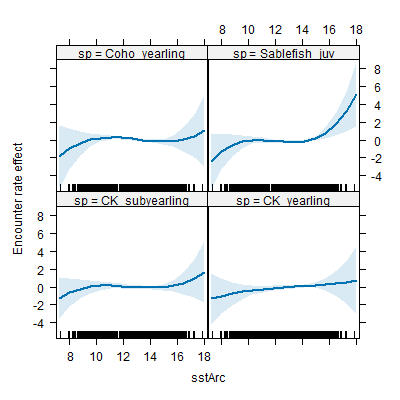 8 10 12 14 16 18
sp = Coho_yearling sp = Sablefish_juv
8
6
4
2
0
-2
-4
sp = CK_subyearling sp = CK_yearling
8
6
4
2
0
-2
-4
8 10 12 14 16 18
Encounter rate effect
sstArc